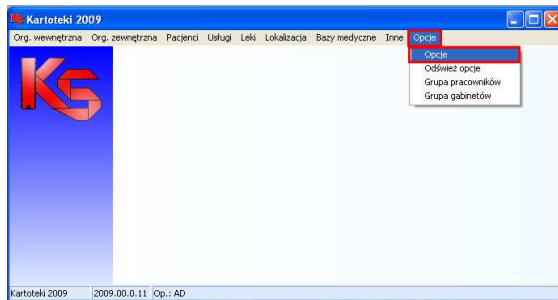 Kartoteki 2009
Org. wewnętrzna Org. zewnętrzna Pacjenci Usługi Leki Lokalizacja Bazy medyczne Inne Opcje
Opcje
Odśwież opcje
Grupa pracowników
Grupa gabinetów
KS
Kartoteki 2009 2009.00.0.11 Op.: AD